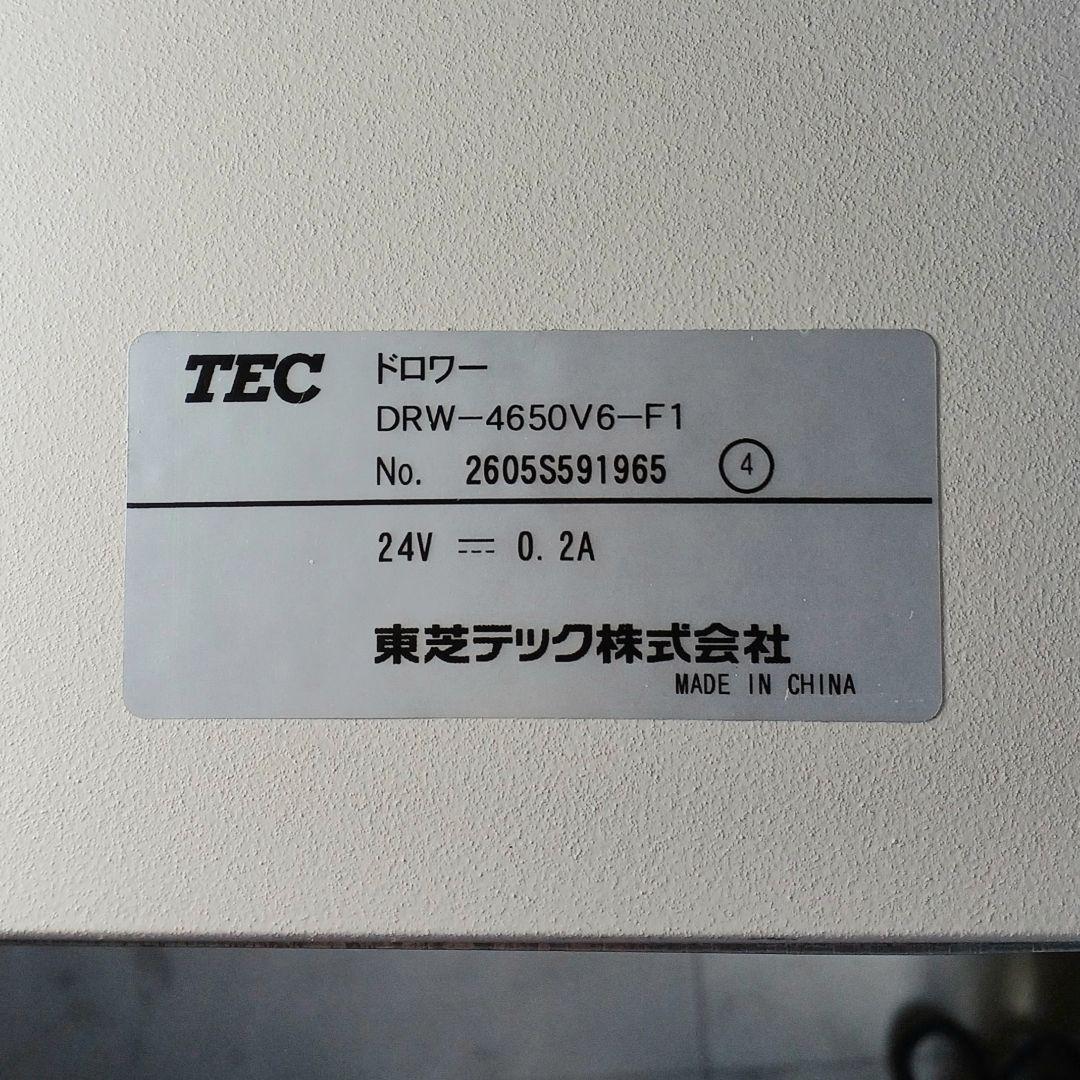 TEC ドロワー
DRW-4650V6-F1
No. 2605S591965 4
24V ⎓ 0.2A
東芝テック株式会社
MADE IN CHINA